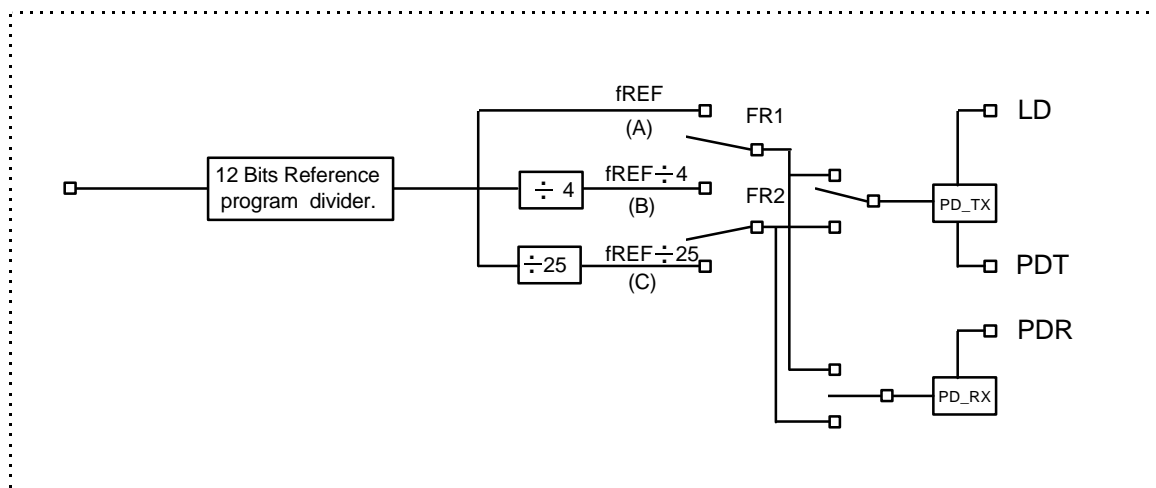 12 Bits Reference
program divider.
fREF
(A)
÷ 4
fREF÷4
(B)
÷25
fREF÷25
(C)
FR1
FR2
LD
PD_TX
PDT
PDR
PD_RX